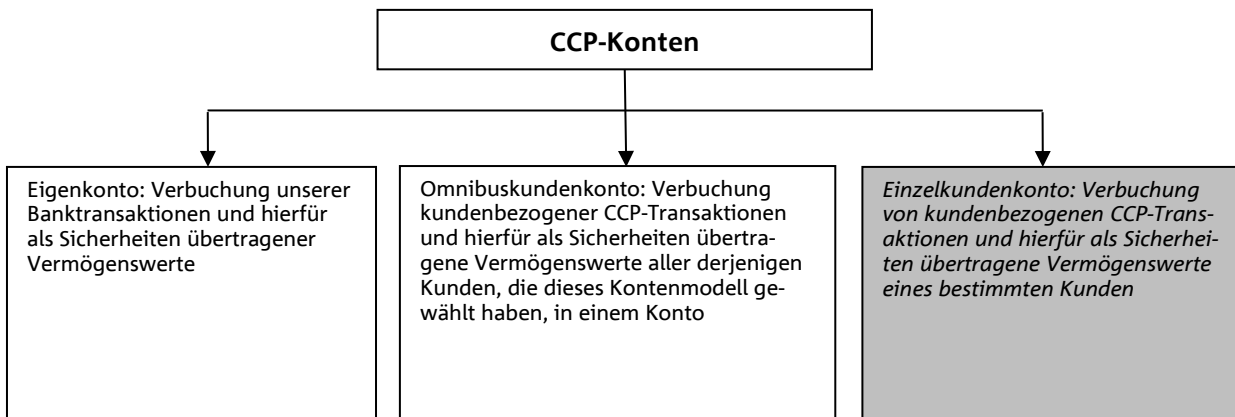 CCP-Konten
Eigenkonto: Verbuchung unserer
Banktransaktionen und hierfür
als Sicherheiten übertragener
Vermögenswerte
Omnibuskundenkonto: Verbuchung
kundenbezogener CCP-Transaktionen
und hierfür als Sicherheiten übertra-
gene Vermögenswerte aller derjenigen
Kunden, die dieses Kontenmodell ge-
wählt haben, in einem Konto
Einzelkundenkonto: Verbuchung
von kundenbezogenen CCP-Trans-
aktionen und hierfür als Sicherhei-
ten übertragene Vermögenswerte
eines bestimmten Kunden